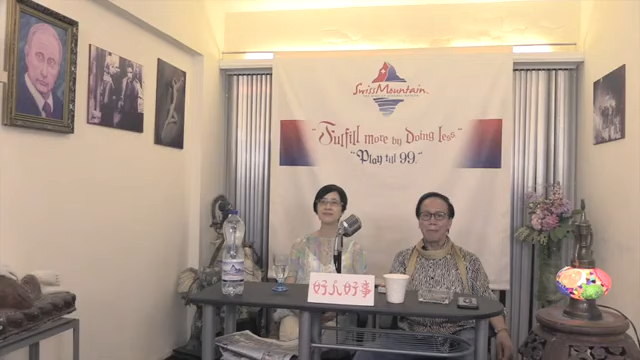 SwissMountain
"Fulfill more by Doing less"
"Play till 99."
好人好事